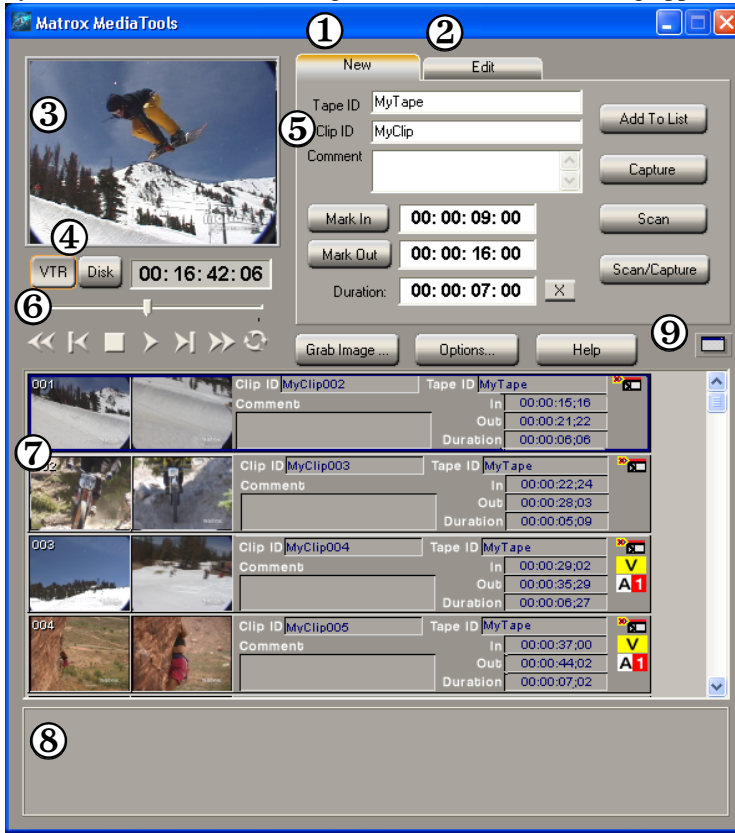 Matrox MediaTools
1
2
New
Edit
3
Tape ID MyTape
5
Clip ID MyClip
Comment
Add To List
Capture
Mark In 00:00:09:00
Scan
4
Mark Out 00:00:16:00
Scan/Capture
VTR Disk 00:16:42:06
Duration: 00:00:07:00 X
6
9
Grab Image ... Options... Help
7
001
Clip ID MyClip002 Tape ID MyTape
Comment In 00:00:15;16
Out 00:00:21;22
Duration 00:00:06;06
Clip ID MyClip003 Tape ID MyTape
Comment In 00:00:22;24
Out 00:00:28;03
Duration 00:00:05;09
003
Clip ID MyClip004 Tape ID MyTape
Comment In 00:00:29;02 V
Out 00:00:35;29 A1
Duration 00:00:06;27
004
Clip ID MyClip005 Tape ID MyTape
Comment In 00:00:37;00 V
Out 00:00:44;02 A1
Duration 00:00:07;02
8